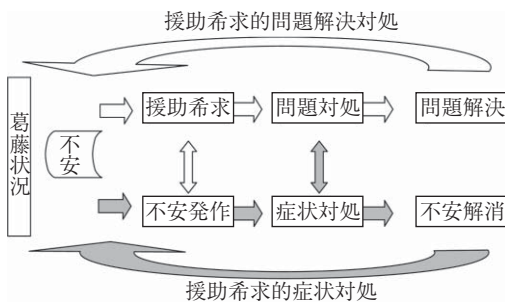 援助希求的問題解決対処
葛藤状況
不安
援助希求
問題対処
問題解決
不安発作
症状対処
不安解消
援助希求的症状対処